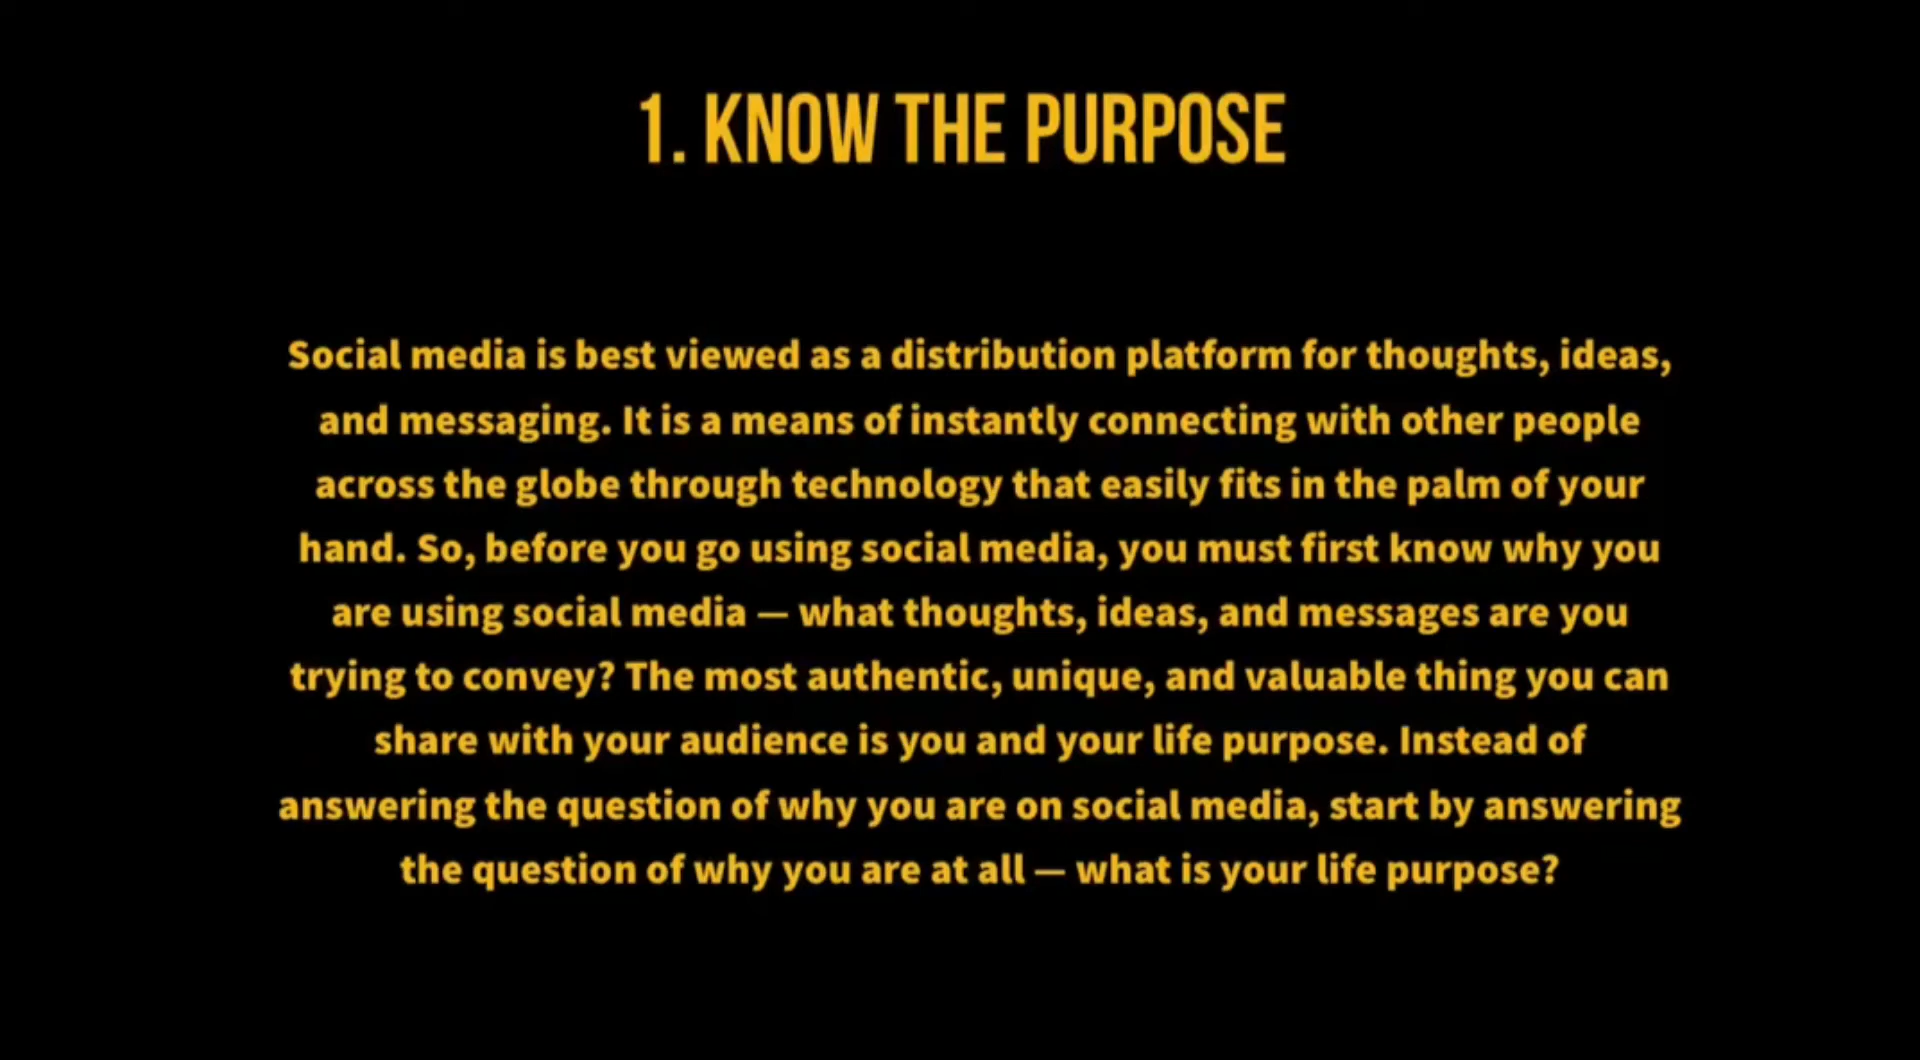 1. KNOW THE PURPOSE
Social media is best viewed as a distribution platform for thoughts, ideas,
and messaging. It is a means of instantly connecting with other people
across the globe through technology that easily fits in the palm of your
hand. So, before you go using social media, you must first know why you
are using social media — what thoughts, ideas, and messages are you
trying to convey? The most authentic, unique, and valuable thing you can
share with your audience is you and your life purpose. Instead of
answering the question of why you are on social media, start by answering
the question of why you are at all — what is your life purpose?